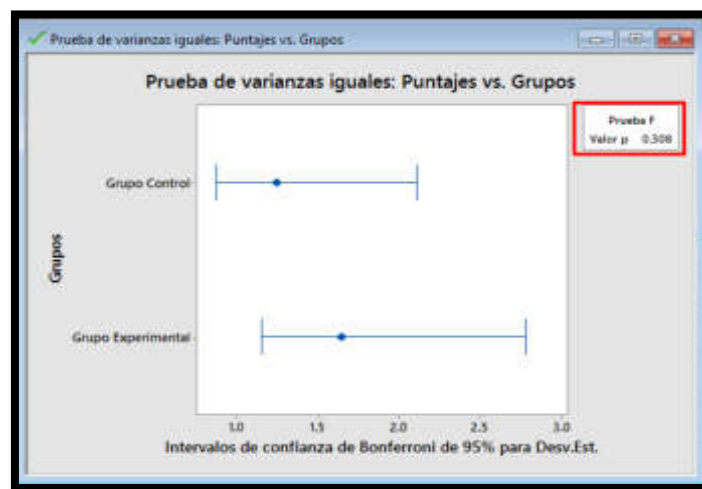 Prueba de varianzas iguales: Puntajes vs. Grupos
Prueba de varianzas iguales: Puntajes vs. Grupos
Prueba F
Valor p 0.308
Grupo Control
Grupos
Grupo Experimental
1.0 1.5 2.0 2.5 3.0
Intervalos de confianza de Bonferroni de 95% para Desv.Est.